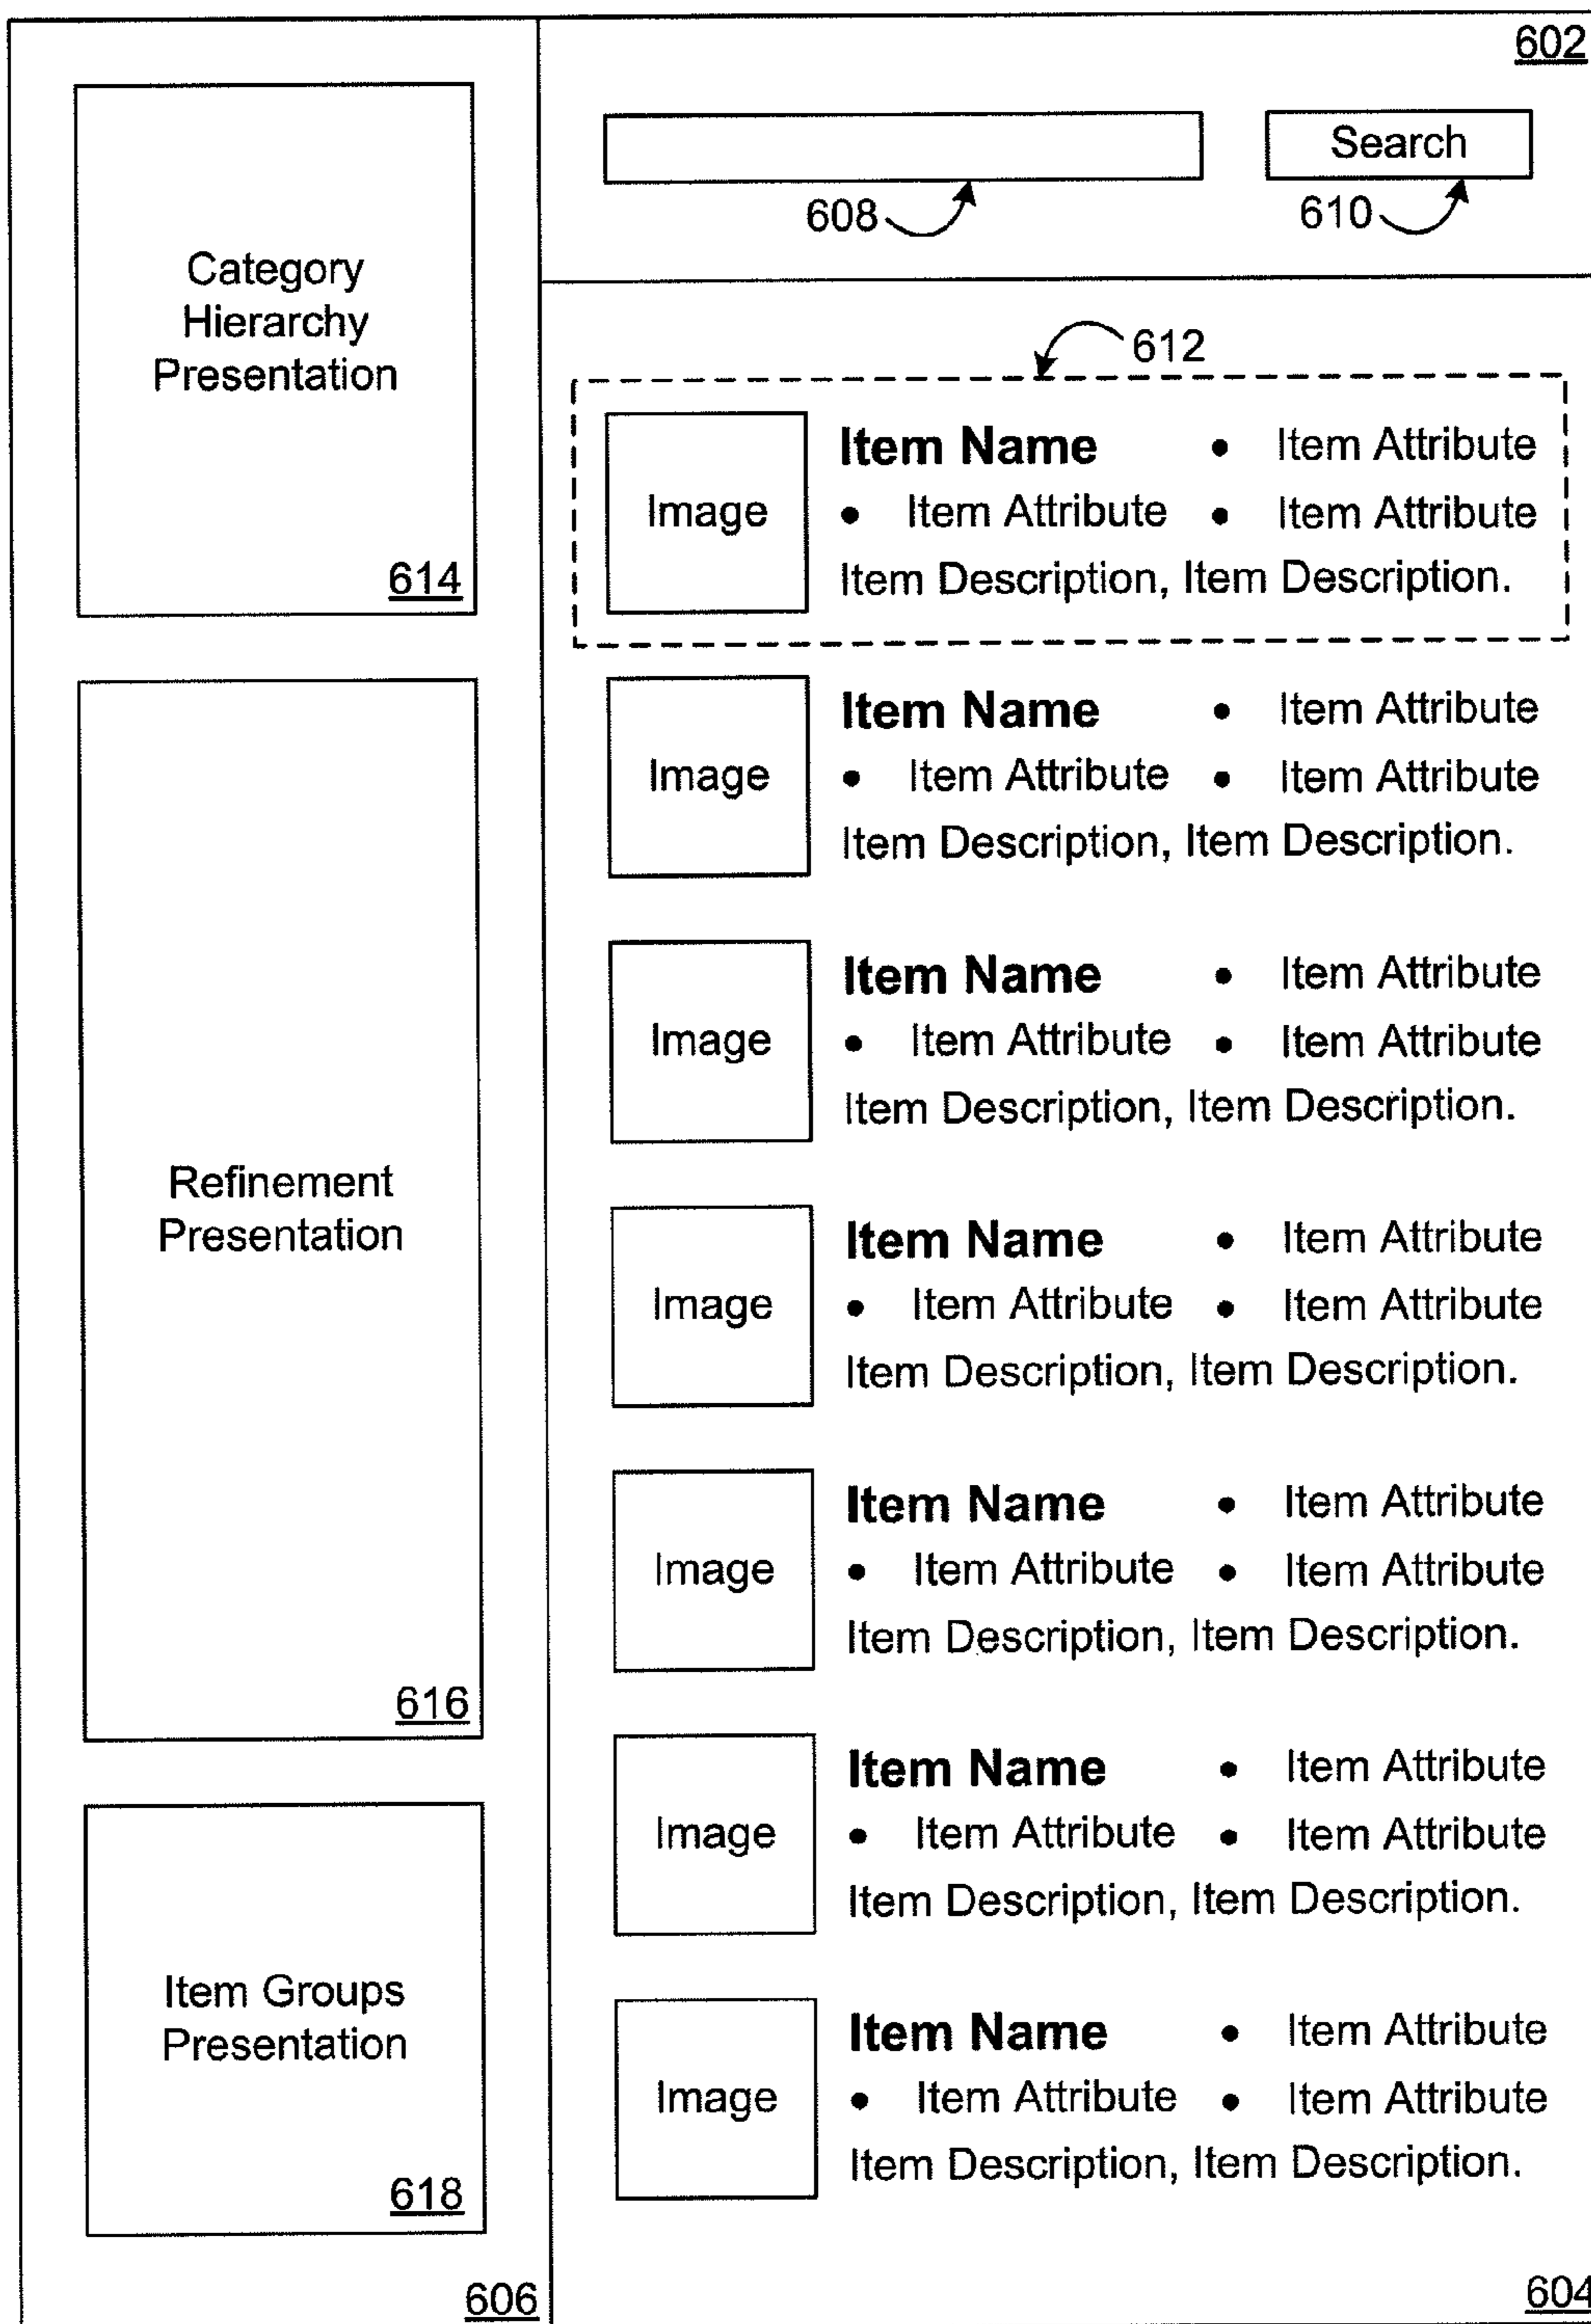 602
Search
608
610
Category
Hierarchy
Presentation
614
Refinement
Presentation
616
Item Groups
Presentation
618
606
612
Image
Item Name • Item Attribute
• Item Attribute • Item Attribute
Item Description, Item Description.
Image
Item Name • Item Attribute
• Item Attribute • Item Attribute
Item Description, Item Description.
Image
Item Name • Item Attribute
• Item Attribute • Item Attribute
Item Description, Item Description.
Image
Item Name • Item Attribute
• Item Attribute • Item Attribute
Item Description, Item Description.
Image
Item Name • Item Attribute
• Item Attribute • Item Attribute
Item Description, Item Description.
Image
Item Name • Item Attribute
• Item Attribute • Item Attribute
Item Description, Item Description.
Image
Item Name • Item Attribute
• Item Attribute • Item Attribute
Item Description, Item Description.
604